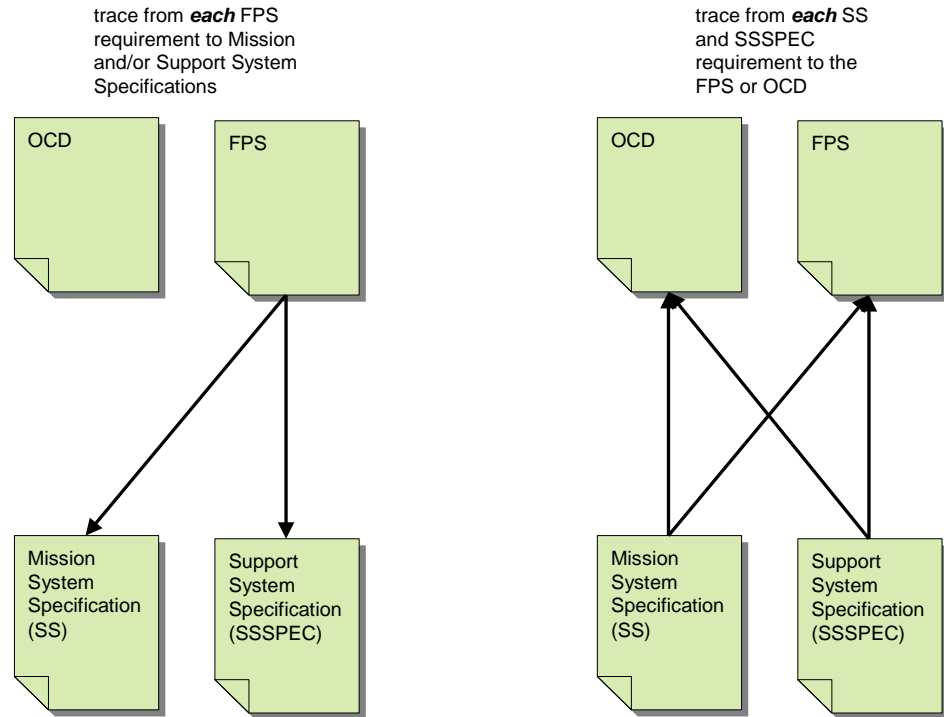 trace from each FPS
requirement to Mission
and/or Support System
Specifications
OCD
FPS
Mission
System
Specification
(SS)
Support
System
Specification
(SSSPEC)
trace from each SS
and SSSPEC
requirement to the
FPS or OCD
OCD
FPS
Mission
System
Specification
(SS)
Support
System
Specification
(SSSPEC)